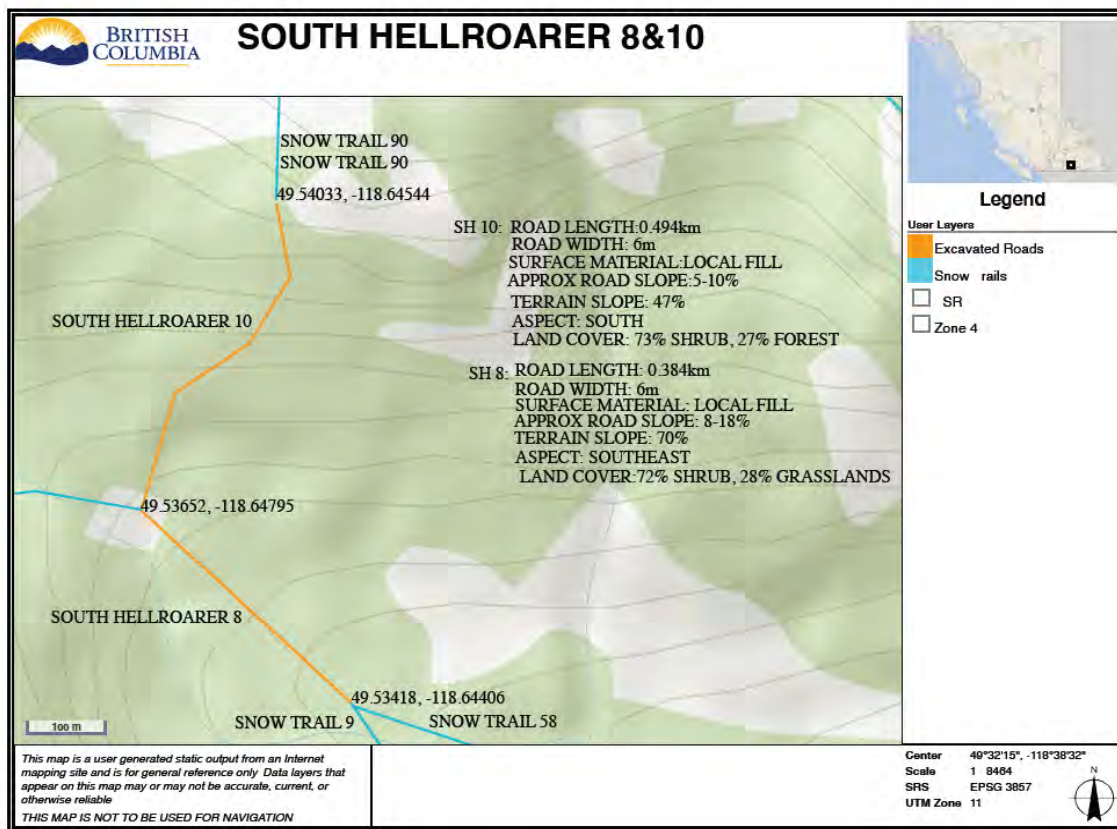 BRITISH
COLUMBIA
SOUTH HELLROARER 8&10
SNOW TRAIL 90
SNOW TRAIL 90
49.54033, -118.64544
SH 10: ROAD LENGTH:0.494km
ROAD WIDTH: 6m
SURFACE MATERIAL:LOCAL FILL
APPROX ROAD SLOPE:5-10%
TERRAIN SLOPE: 47%
ASPECT: SOUTH
LAND COVER: 73% SHRUB, 27% FOREST
SOUTH HELLROARER 10
SH 8: ROAD LENGTH: 0.384km
ROAD WIDTH: 6m
SURFACE MATERIAL: LOCAL FILL
APPROX ROAD SLOPE: 8-18%
TERRAIN SLOPE: 70%
ASPECT: SOUTHEAST
LAND COVER:72% SHRUB, 28% GRASSLANDS
49.53652, -118.64795
SOUTH HELLROARER 8
49.53418, -118.64406
SNOW TRAIL 9
SNOW TRAIL 58
100 m
Legend
User Layers
Excavated Roads
Snow rails
SR
Zone 4
This map is a user generated static output from an Internet
mapping site and is for general reference only Data layers that
appear on this map may or may not be accurate, current, or
otherwise reliable
THIS MAP IS NOT TO BE USED FOR NAVIGATION
Center 49°32'15", -118°38'32"
Scale 1 8464
SRS EPSG 3857
UTM Zone 11
N